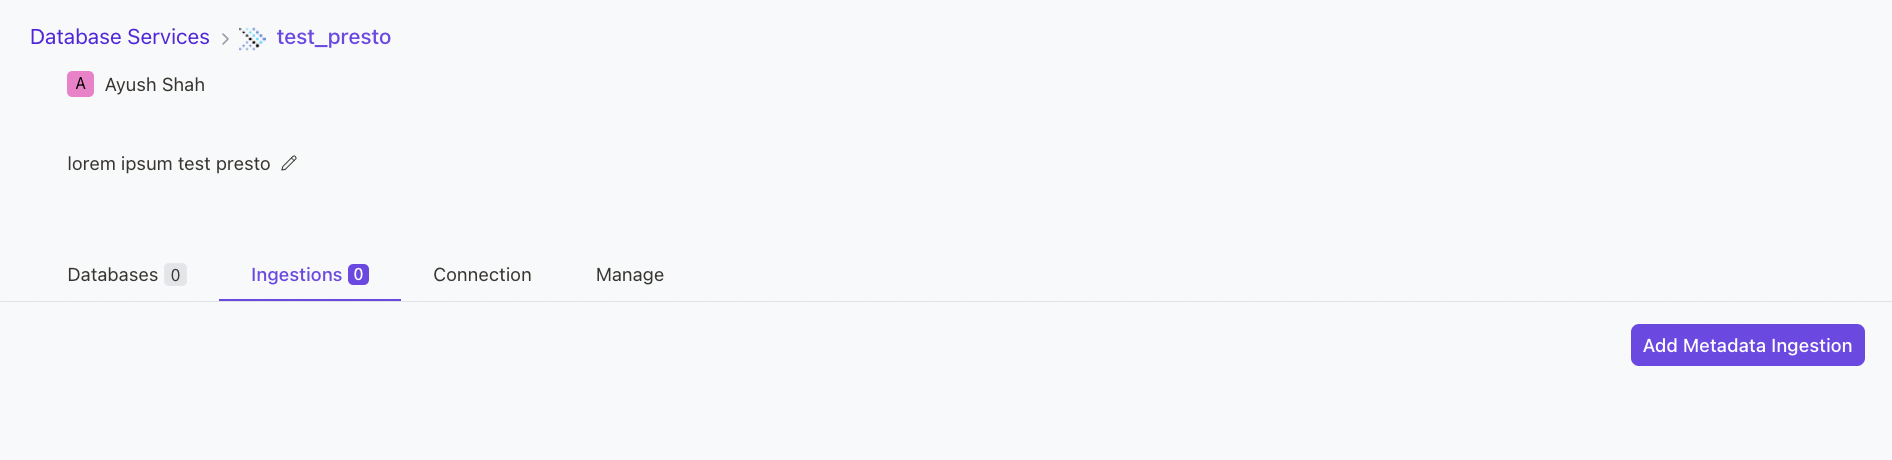 Database Services > test_presto
A Ayush Shah
lorem ipsum test presto
Databases 0 Ingestions 0 Connection Manage
Add Metadata Ingestion